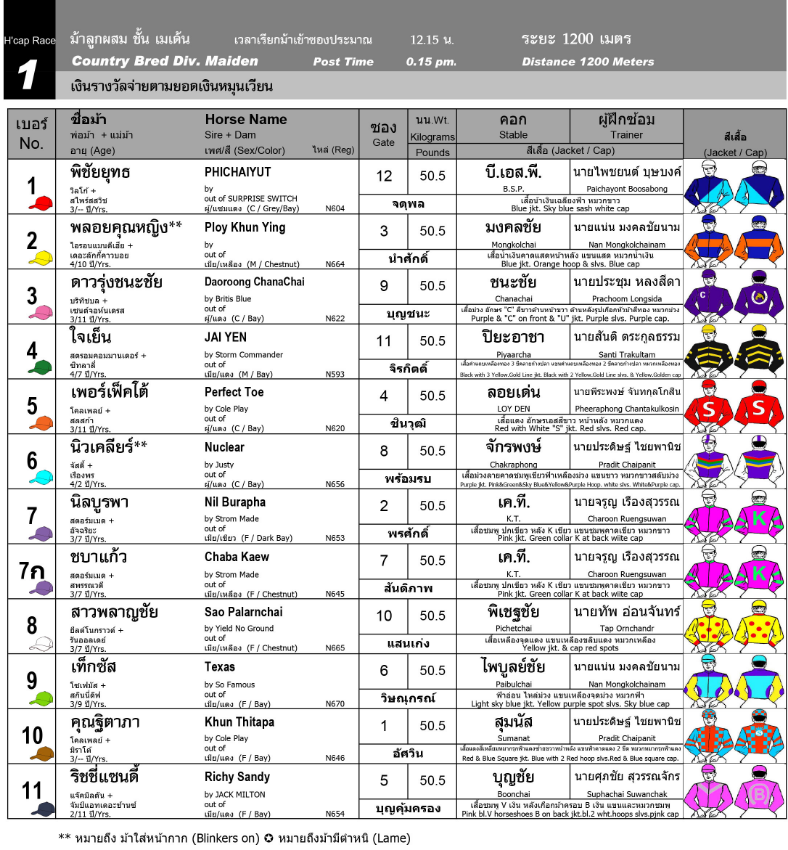 H'cap Race
1
ม้าลูกผสม ชั้น เมเด้น เวลาเรียกม้าเข้าซองประมาณ 12.15 น. ระยะ 1200 เมตร
Country Bred Div. Maiden Post Time 0.15 pm. Distance 1200 Meters
เงินรางวัลจ่ายตามยอดเงินหมุนเวียน
เบอร์ ชื่อม้า Horse Name ซอง นน.Wt. คอก ผู้ฝึกซ้อม สีเสื้อ
No. พ่อม้า + แม่ม้า Sire + Dam Gate Kilograms Stable Trainer (Jacket / Cap)
อายุ (Age) เพศ/สี (Sex/Color) ไหล่ (Reg) Pounds สีเสื้อ (Jacket / Cap)
1 พิชัยยุทธ PHICHAIYUT 12 50.5 บี.เอส.พี. นายไพชยนต์ บุษบงค์
วิลโก้ + by B.S.P. Paichayont Boosabong
สไพร้สสวิช out of SURPRISE SWITCH จตุพล เสื้อน้ำเงินเฉลียงฟ้า หมวกขาว
3/-- ปี/Yrs. ผู้/แซมแดง (C / Grey/Bay) N604 Blue jkt. Sky blue sash white cap
2 พลอยคุณหญิง** Ploy Khun Ying 3 50.5 มงคลชัย นายแน่น มงคลชัยนาม
ไอรอนแมนดีเฮีย + by Mongkolchai Nan Mongkolchainam
เดอะลักกี้คาวบอย out of นำศักดิ์ เสื้อน้ำเงินคาดแสดหน้าหลัง แขนแสด หมวกน้ำเงิน
4/10 ปี/Yrs. เมีย/เหลือง (M / Chestnut) N664 Blue jkt. Orange hoop & slvs. Blue cap
3 ดาวรุ่งชนะชัย Daoroong ChanaChai 9 50.5 ชนะชัย นายประชุม หลงสีดา
บริทิชบล + by Britis Blue Chanachai Prachoom Longsida
เซนต์จอห์นเดรส out of บุญชนะ
3/11 ปี/Yrs. ผู้/แดง (C / Bay) N622 Purple & "C" on front & "U" jkt. Purple slvs. Purple cap.
4 ใจเย็น JAI YEN 11 50.5 ปิยะอาชา นายสันติ ตระกูลธรรม
สตรอมคอมมานเดอร์ + by Storm Commander Piyaarcha Santi Trakultam
ซิทลาลี่ out of จิรกิตติ์
3/7 ปี/Yrs. เมีย/แดง (M / Bay) N593 Black with 3 Yellow.Gold Line jkt. Black with 2 Yellow.Gold Line slvs. & Yellow.Golden cap
5 เพอร์เฟ็คโต้ Perfect Toe 4 50.5 ลอยเด่น นายพีระพงษ์ จันทกุลโกสิน
โคลเพลย์ + by Cole Play LOY DEN Pheeraphong Chantakulkosin
สดสก้า out of ชินวุฒิ เสื้อแดง อักษรเอสสีขาว หน้าหลัง หมวกแดง
3/11 ปี/Yrs. ผู้/แดง (C / Bay) N620 Red with White "S" jkt. Red slvs. Red cap.
6 นิวเคลียร์** Nuclear 8 50.5 จักรพงษ์ นายประดิษฐ์ ไชยพานิช
จัสตี้ + by Justy Chakraphong Pradit Chaipanit
เรืองพร out of พร้อมรบ
4/2 ปี/Yrs. ผู้/แดง (C / Bay) N656 Purple jkt. Pink&Green&Sky Blue&Yellow&Purple Hoop. white slvs. White&Purple cap.
7 นิลบูรพา Nil Burapha 2 50.5 เค.ที. นายจรุญ เรืองสุวรรณ
สตอร์มเมด + by Strom Made K.T. Charoon Ruengsuwan
อัจฉริยะ out of พรศักดิ์ เสื้อชมพู ปกเขียว หลัง K เขียว แขนชมพูคาดเขียว หมวกขาว
3/7 ปี/Yrs. เมีย/เขียว (F / Dark Bay) N653 Pink jkt. Green collar K at back wiite cap
7ก ชบาแก้ว Chaba Kaew 7 50.5 เค.ที. นายจรุญ เรืองสุวรรณ
สตอร์มเมด + by Strom Made K.T. Charoon Ruengsuwan
สพรรณวดี out of สันติภาพ เสื้อชมพู ปกเขียว หลัง K เขียว แขนชมพูคาดเขียว หมวกขาว
3/7 ปี/Yrs. เมีย/เหลือง (F / Chestnut) N645 Pink jkt. Green collar K at back wiite cap
8 สาวพลาญชัย Sao Palarnchai 10 50.5 พิเชฐชัย นายทัพ อ่อนจันทร์
ยีลด์โนกราวด์ + by Yield No Ground Pichetchai Tap Ornchandr
รันออลเดย์ out of แสนเก่ง เสื้อเหลืองจุดแดง แขนเหลืองขลิบแดง หมวกเหลือง
3/7 ปี/Yrs. เมีย/เหลือง (F / Chestnut) N665 Yellow jkt. & cap red spots
9 เท็กซัส Texas 6 50.5 ไพบูลย์ชัย นายแน่น มงคลชัยนาม
โซเฟมัส + by So Famous Paibulchai Nan Mongkolchainam
สกินนี่ดิฟ out of วิษณุกรณ์ ฟ้าอ่อน ไหล่ม่วง แขนเหลืองจุดม่วง หมวกฟ้า
3/9 ปี/Yrs. เมีย/แดง (F / Bay) N670 Light sky blue jkt. Yellow purple spot slvs. Sky blue cap
10 คุณฐิตาภา Khun Thitapa 1 50.5 สุมนัส นายประดิษฐ์ ไชยพานิช
โคลเพลย์ + by Cole Play Sumanat Pradit Chaipanit
มิราโด้ out of อัศวิน
3/-- ปี/Yrs. เมีย/แดง (F / Bay) N646 Red & Blue Square jkt. Blue with 2 Red hoop slvs.Red & Blue square cap.
11 ริชชี่แซนดี้ Richy Sandy 5 50.5 บุญชัย นายศุภชัย สุวรรณจักร
แจ๊คมิลตัน + by JACK MILTON Boonchai Suphachai Suwanchak
จัมป์แอทเดอะช้านซ์ out of บุญคุ้มครอง เสื้อชมพู V เงิน หลังเกือกม้าครอบ B เงิน แขนและหมวกชมพู
2/11 ปี/Yrs. เมีย/แดง (F / Bay) N654 Pink bl.V horseshoes B on back jkt.bl.2 wht.hoops slvs.pjnk cap
** หมายถึง ม้าใส่หน้ากาก (Blinkers on) ✪ หมายถึงม้ามีตำหนิ (Lame)